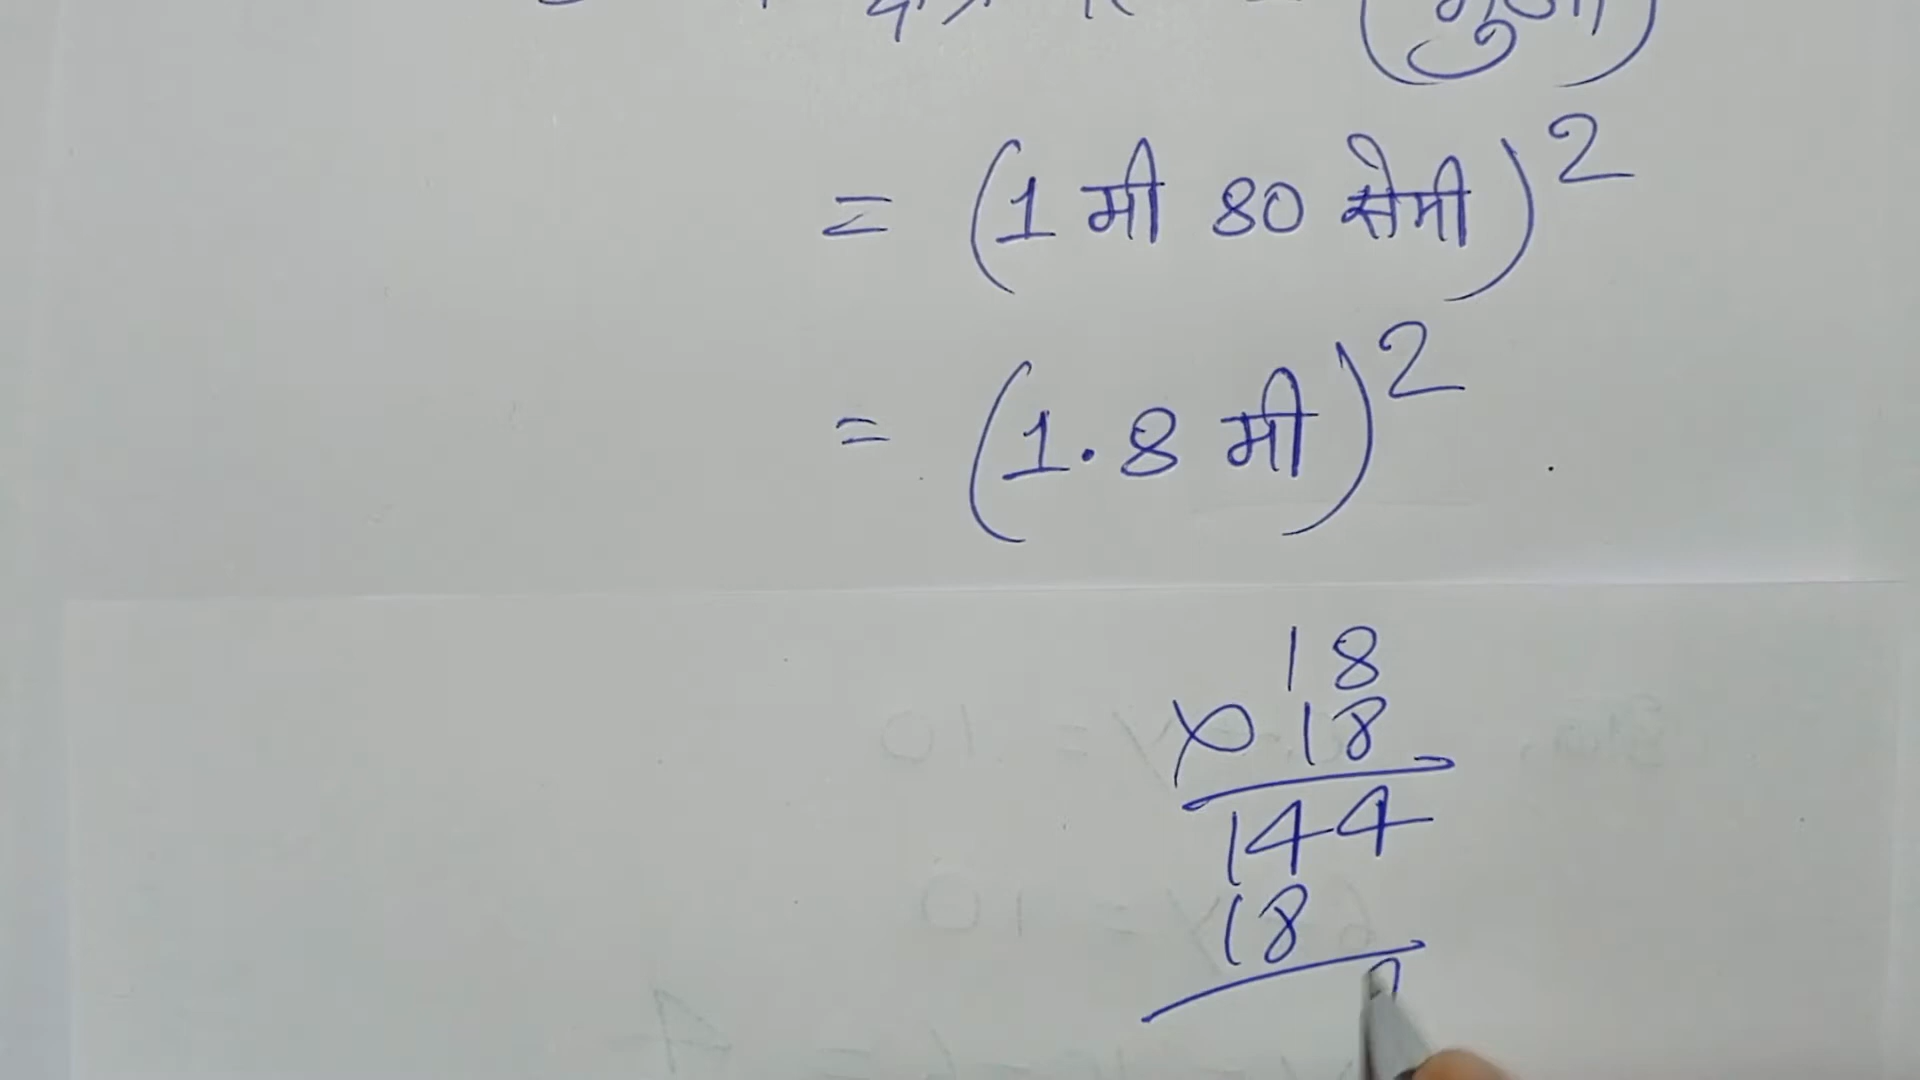 = (1 मी 80 सेमी)²
= (1.8 मी)²
18
× 18
144
18